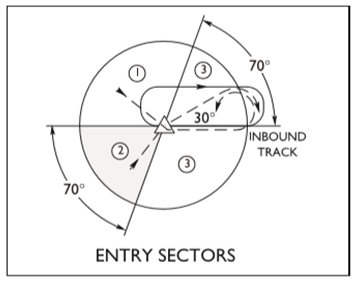 ① ③
70°
30°
INBOUND
TRACK
② ③
70°
ENTRY SECTORS